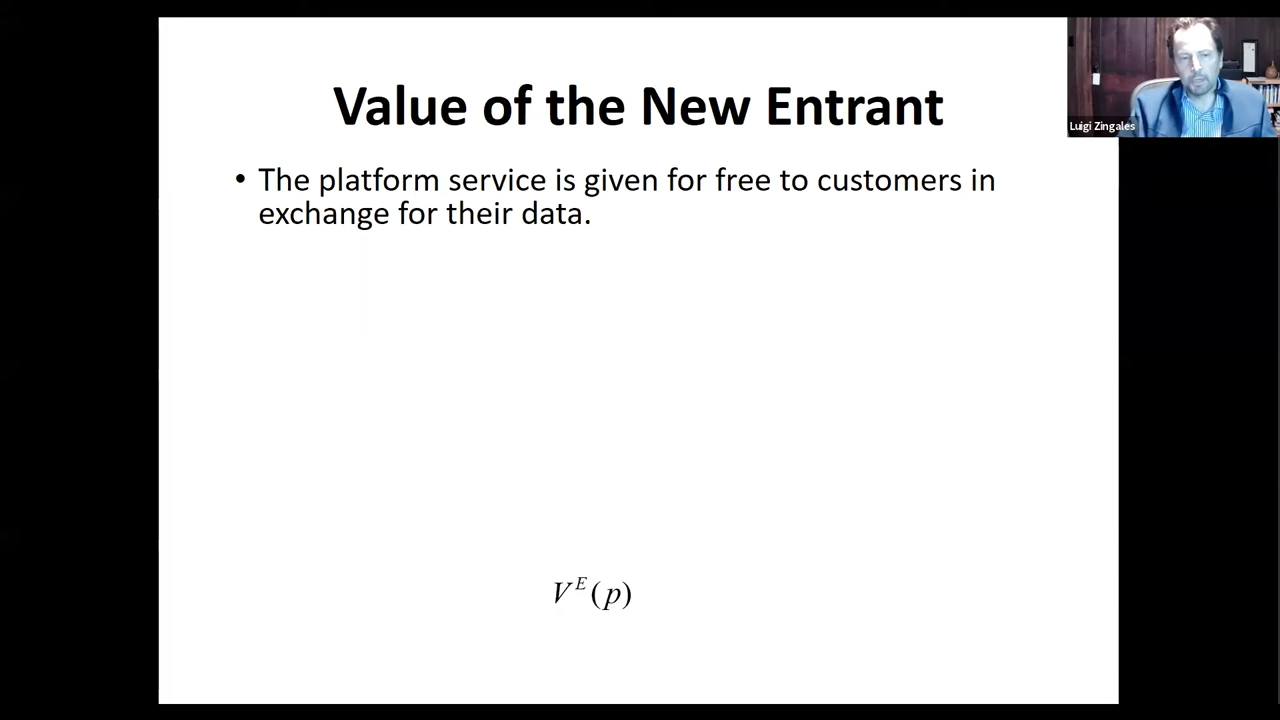 Value of the New Entrant
Luigi Zingales
• The platform service is given for free to customers in
exchange for their data.
V^E(p)